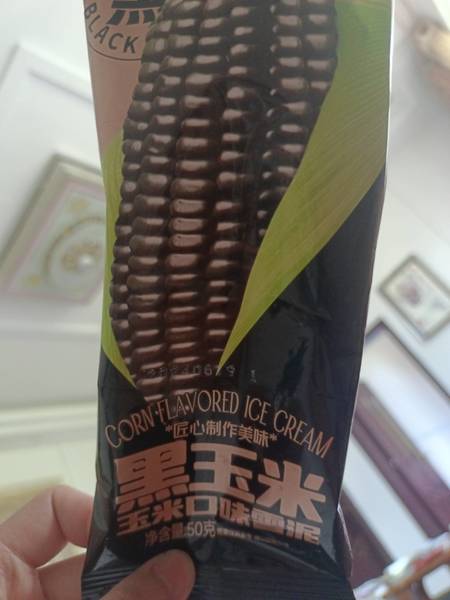 黑
BLACK
CORN-FLAVORED ICE CREAM
*匠心制作美味*
黑玉米
玉米口味 泥
净含量:50克